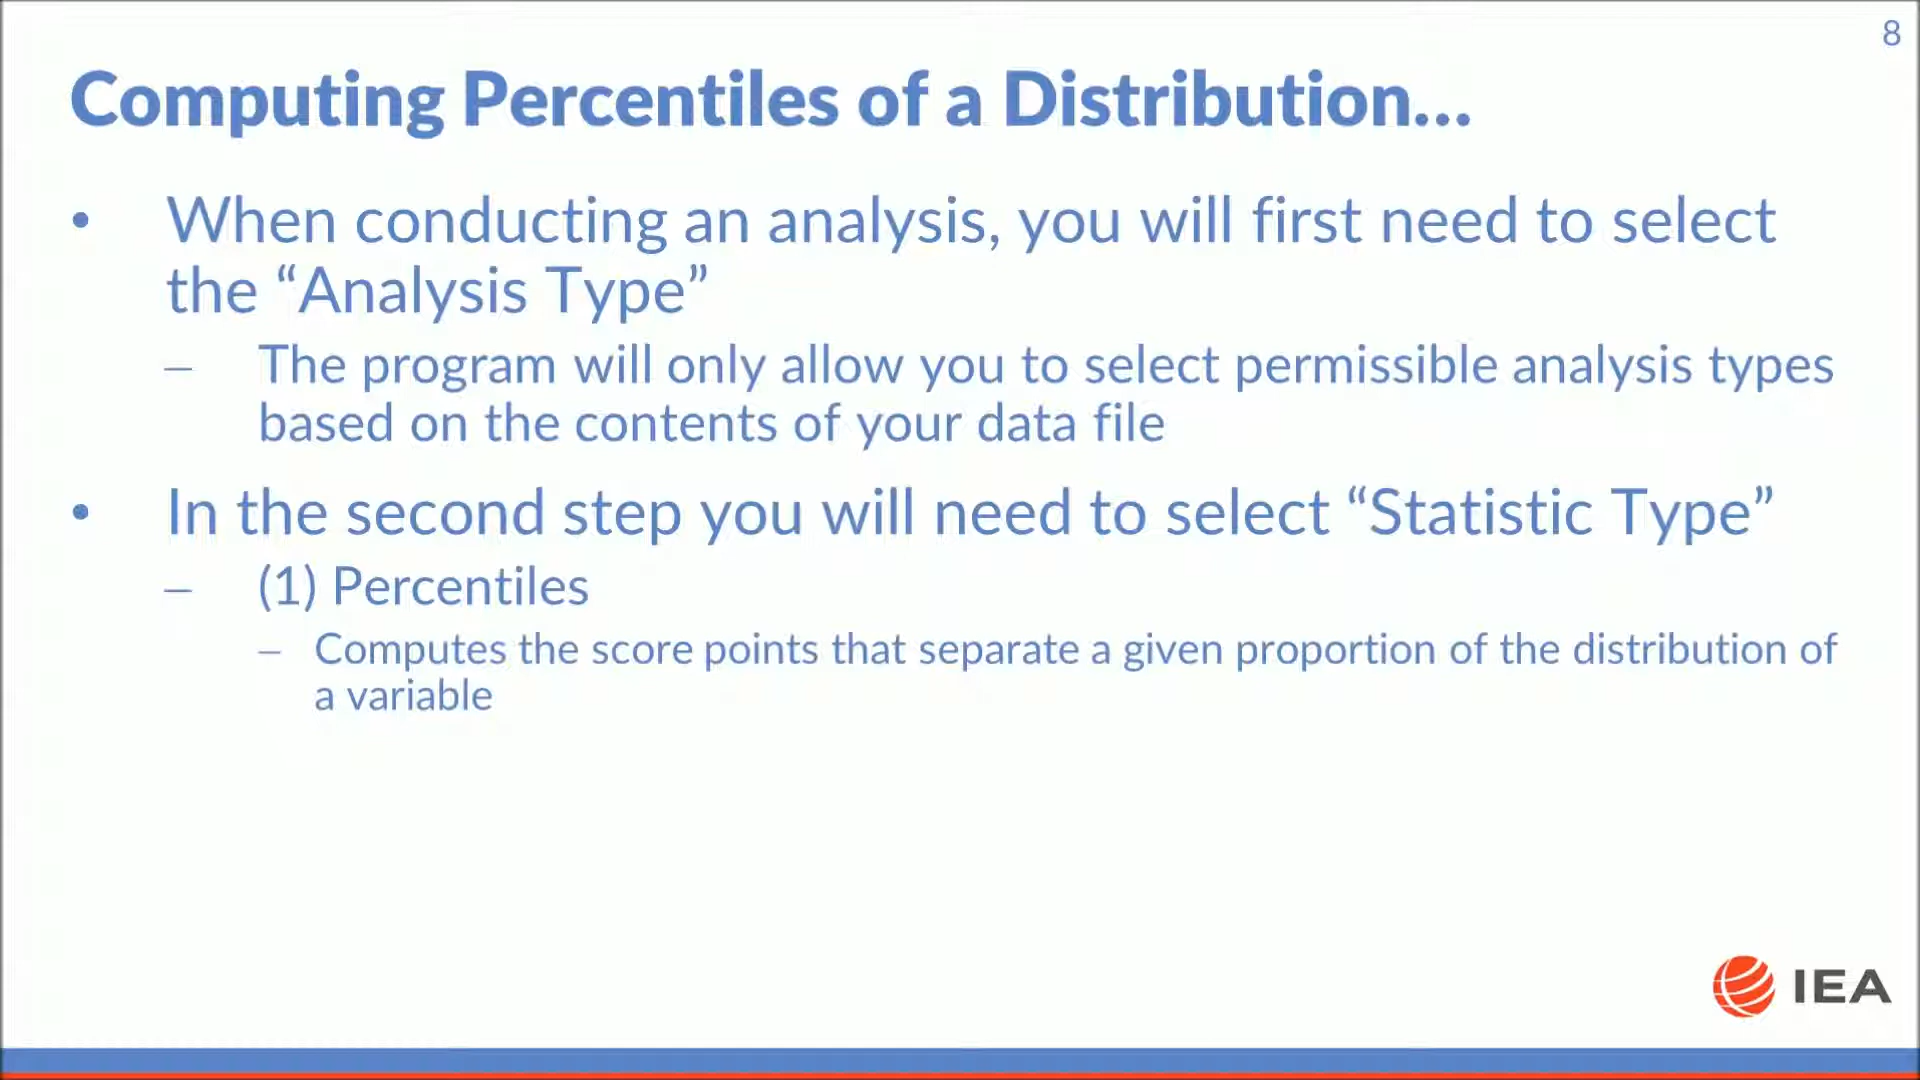 8
Computing Percentiles of a Distribution...
• When conducting an analysis, you will first need to select
the “Analysis Type”
– The program will only allow you to select permissible analysis types
based on the contents of your data file
• In the second step you will need to select “Statistic Type”
– (1) Percentiles
– Computes the score points that separate a given proportion of the distribution of
a variable
IEA